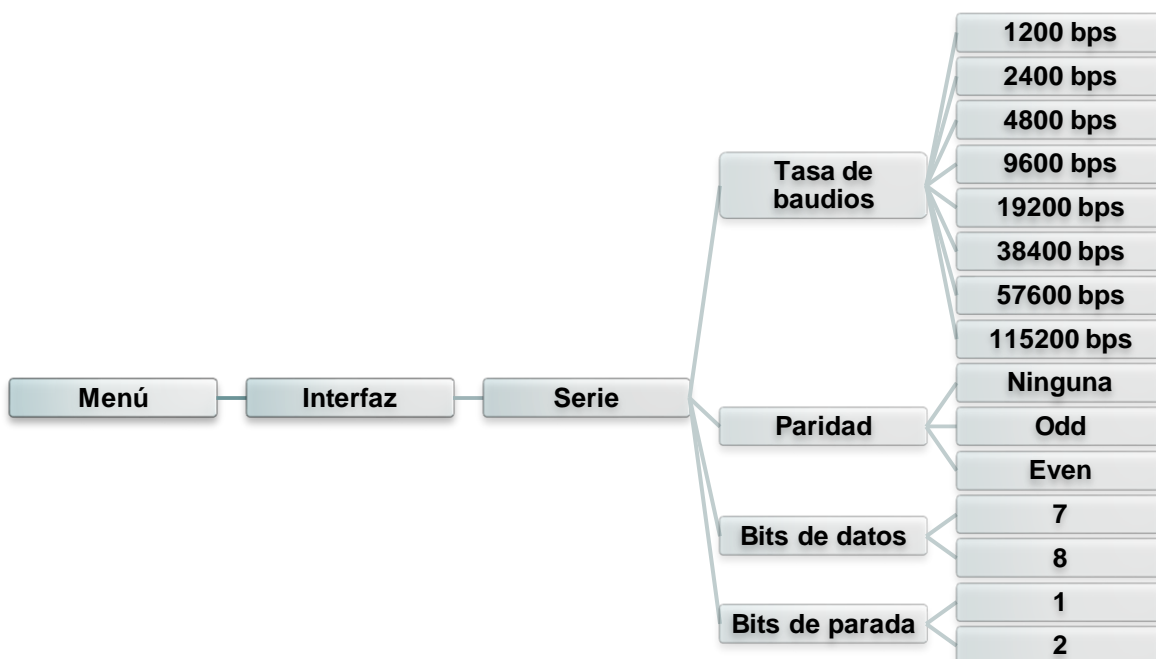 1200 bps
2400 bps
4800 bps
9600 bps
19200 bps
38400 bps
57600 bps
115200 bps
Tasa de
baudios
Menú
Interfaz
Serie
Paridad
Ninguna
Odd
Even
Bits de datos
7
8
Bits de parada
1
2